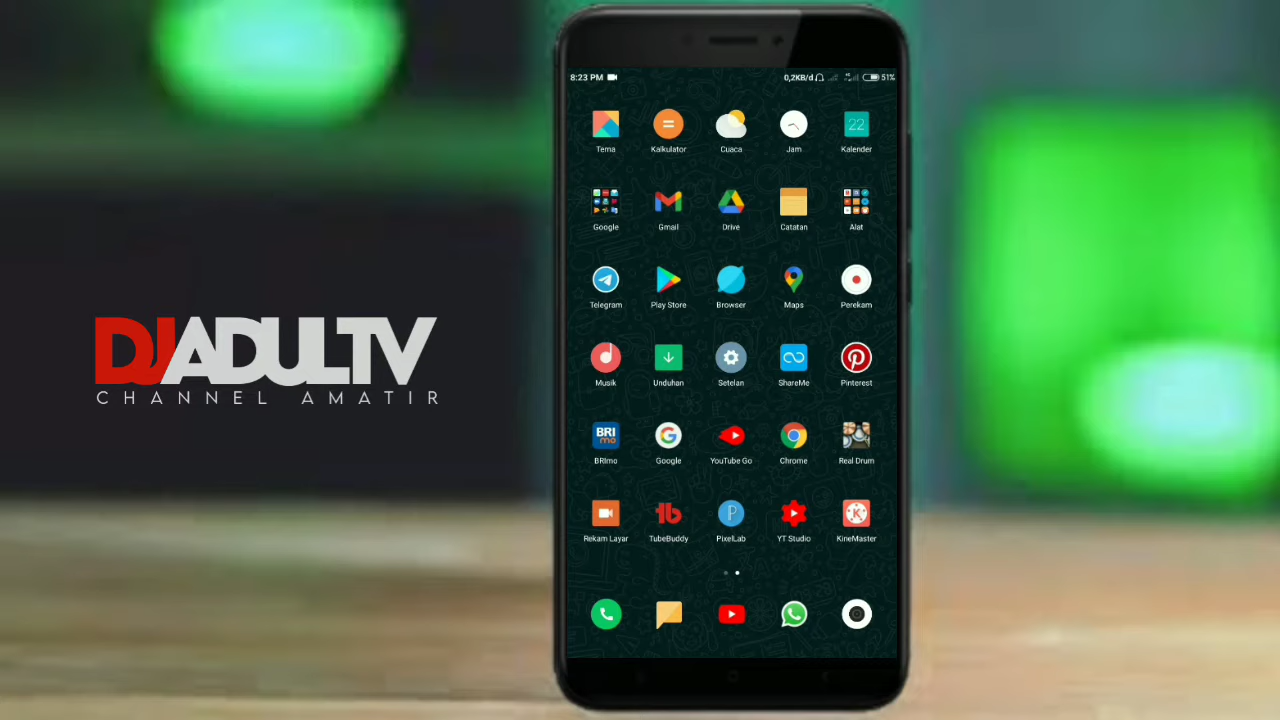 8:23 PM 0,2KB/d 51%
Tema Kalkulator Cuaca Jam 22 Kalender
Google Gmail Drive Catatan Alat
Telegram Play Store Browser Maps Perekam
Musik Unduhan Setelan ShareMe Pinterest
BRI mo
BRImo Google YouTube Go Chrome Real Drum
Rekam Layar TubeBuddy PixelLab YT Studio KineMaster
DJADULTV
CHANNEL AMATIR